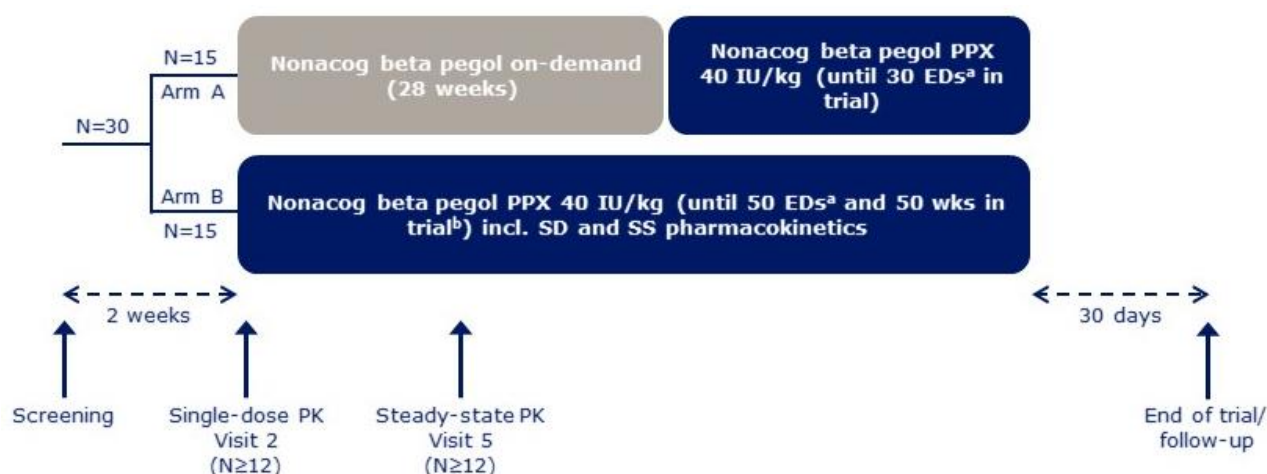 N=15
Arm A
N=30
Arm B
N=15
Nonacog beta pegol on-demand
(28 weeks)
Nonacog beta pegol PPX
40 IU/kg (until 30 EDsᵃ in
trial)
Nonacog beta pegol PPX 40 IU/kg (until 50 EDsᵃ and 50 wks in
trialᵇ) incl. SD and SS pharmacokinetics
2 weeks
30 days
Screening
Single-dose PK
Visit 2
(N≥12)
Steady-state PK
Visit 5
(N≥12)
End of trial/
follow-up